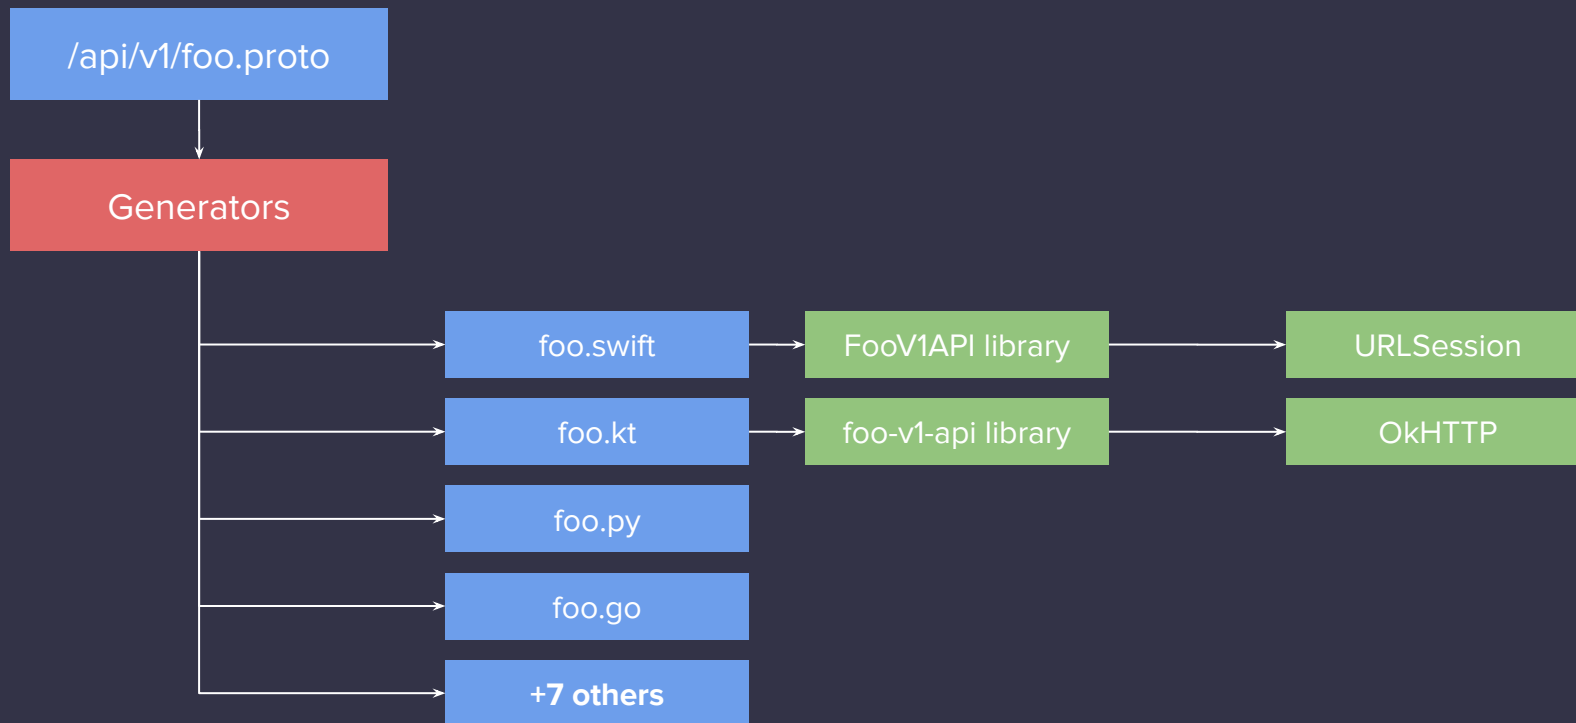 /api/v1/foo.proto
Generators
foo.swift
FooV1API library
URLSession
foo.kt
foo-v1-api library
OkHTTP
foo.py
foo.go
+7 others